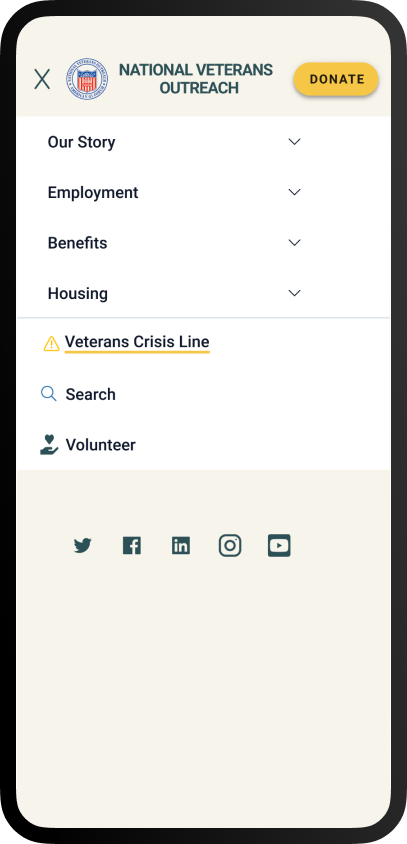 X
NATIONAL VETERANS
OUTREACH
DONATE
Our Story
Employment
Benefits
Housing
Veterans Crisis Line
Search
Volunteer